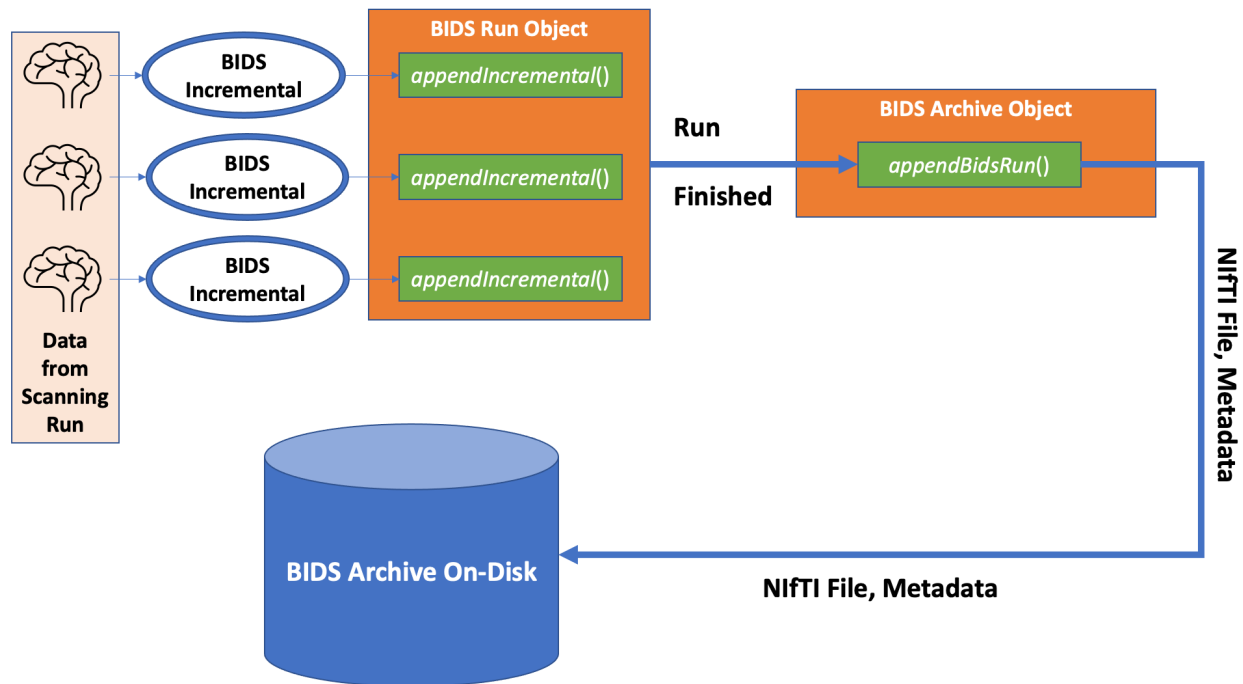 BIDS Run Object
BIDS
Incremental
appendIncremental()
BIDS
Incremental
appendIncremental()
BIDS
Incremental
appendIncremental()
Data
from
Scanning
Run
Run
Finished
BIDS Archive Object
appendBidsRun()
NIfTI File, Metadata
NIfTI File, Metadata
BIDS Archive On-Disk